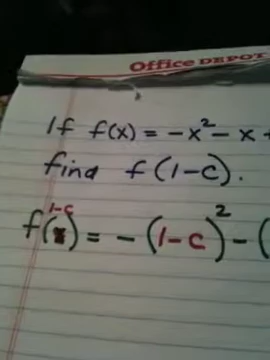 Office DEPOT
If f(x) = -x² - x +
find f(1-c).
1-c
f(x) = -(1-c)² - (